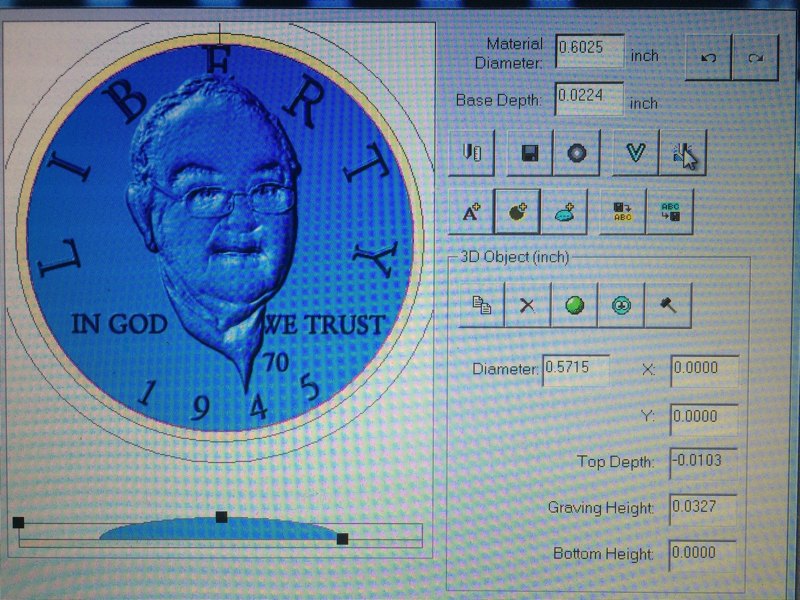 LIBERTY
IN GOD WE TRUST
70
1945
Material Diameter: 0.6025 inch
Base Depth: 0.0224 inch
V
A
ABC
ABC
3D Object (inch)
Diameter: 0.5715 X: 0.0000
Y: 0.0000
Top Depth: -0.0103
Graving Height: 0.0327
Bottom Height: 0.0000